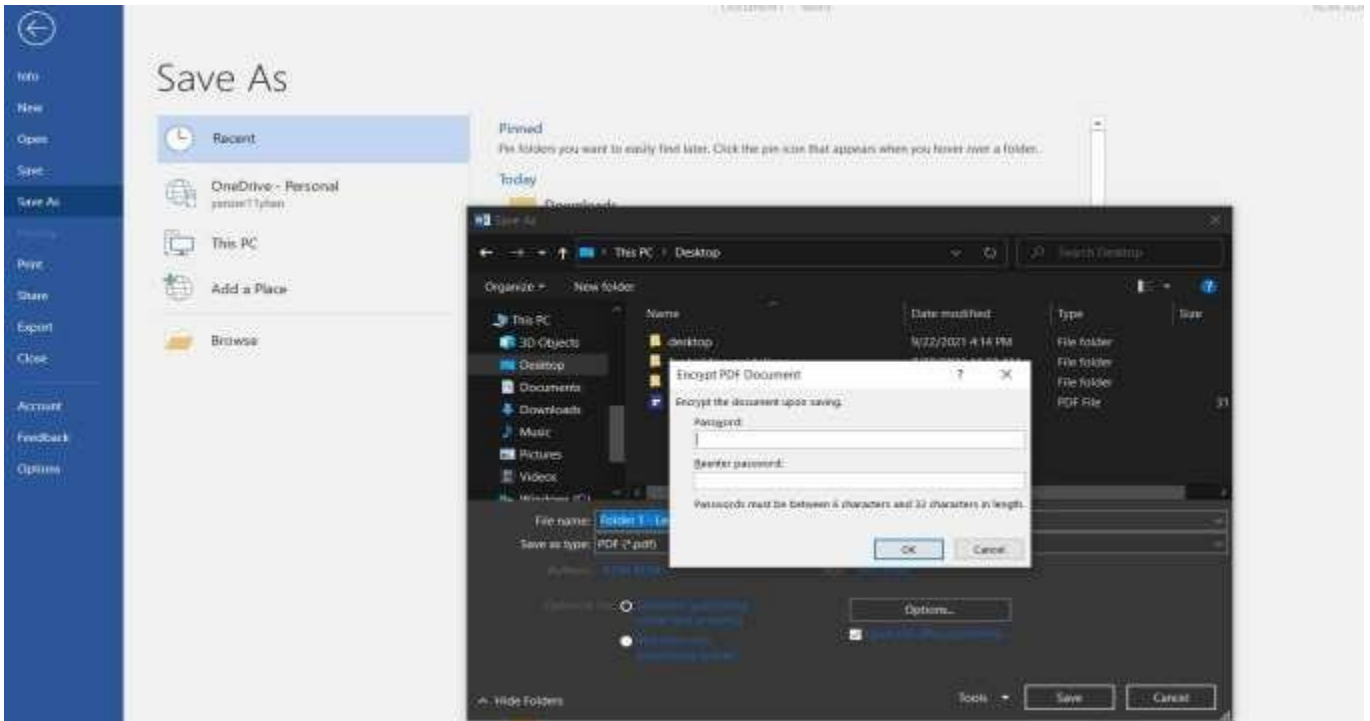 Info
New
Open
Save
Save As
Print
Share
Export
Close
Account
Feedback
Options
Save As
Recent
OneDrive - Personal
This PC
Add a Place
Browse
Pinned
Pin folders you want to easily find later. Click the pin icon that appears when you hover over a folder.
Today
Downloads
Save As
This PC › Desktop
Search Desktop
Organize
New folder
Name
Date modified
Type
Size
This PC
3D Objects
Desktop
Documents
Downloads
Music
Pictures
Videos
Windows (C:)
desktop
9/22/2021 4:14 PM
File folder
File folder
File folder
PDF File
31
Encrypt PDF Document
?
Encrypt the document upon saving.
Password:
Reenter password:
Passwords must be between 6 characters and 32 characters in length.
OK
Cancel
File name:
Folder 1 - Le
Save as type:
PDF (*.pdf)
Options...
Hide Folders
Tools
Save
Cancel